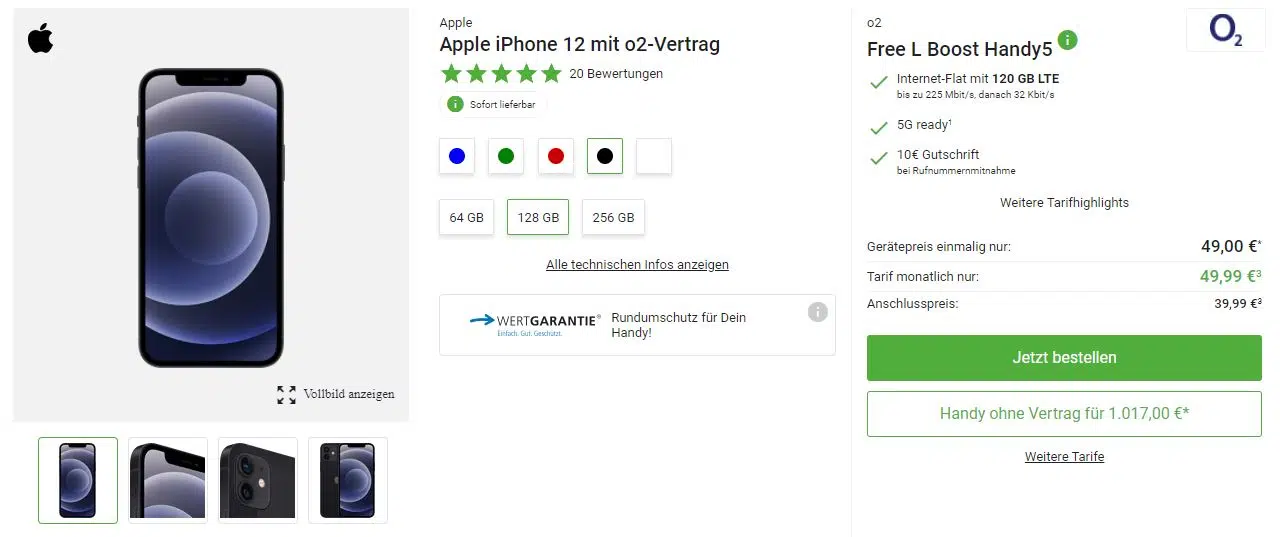 Vollbild anzeigen
Apple
Apple iPhone 12 mit o2-Vertrag
20 Bewertungen
i Sofort lieferbar
64 GB
128 GB
256 GB
Alle technischen Infos anzeigen
WERTGARANTIE®
Einfach. Gut. Geschützt.
Rundumschutz für Dein
Handy!
i
o2
Free L Boost Handy5 i
O2
Internet-Flat mit 120 GB LTE
bis zu 225 Mbit/s, danach 32 Kbit/s
5G ready¹
10€ Gutschrift
bei Rufnummernmitnahme
Weitere Tarifhighlights
Gerätepreis einmalig nur: 49,00 €*
Tarif monatlich nur: 49,99 €³
Anschlusspreis: 39,99 €³
Jetzt bestellen
Handy ohne Vertrag für 1.017,00 €*
Weitere Tarife